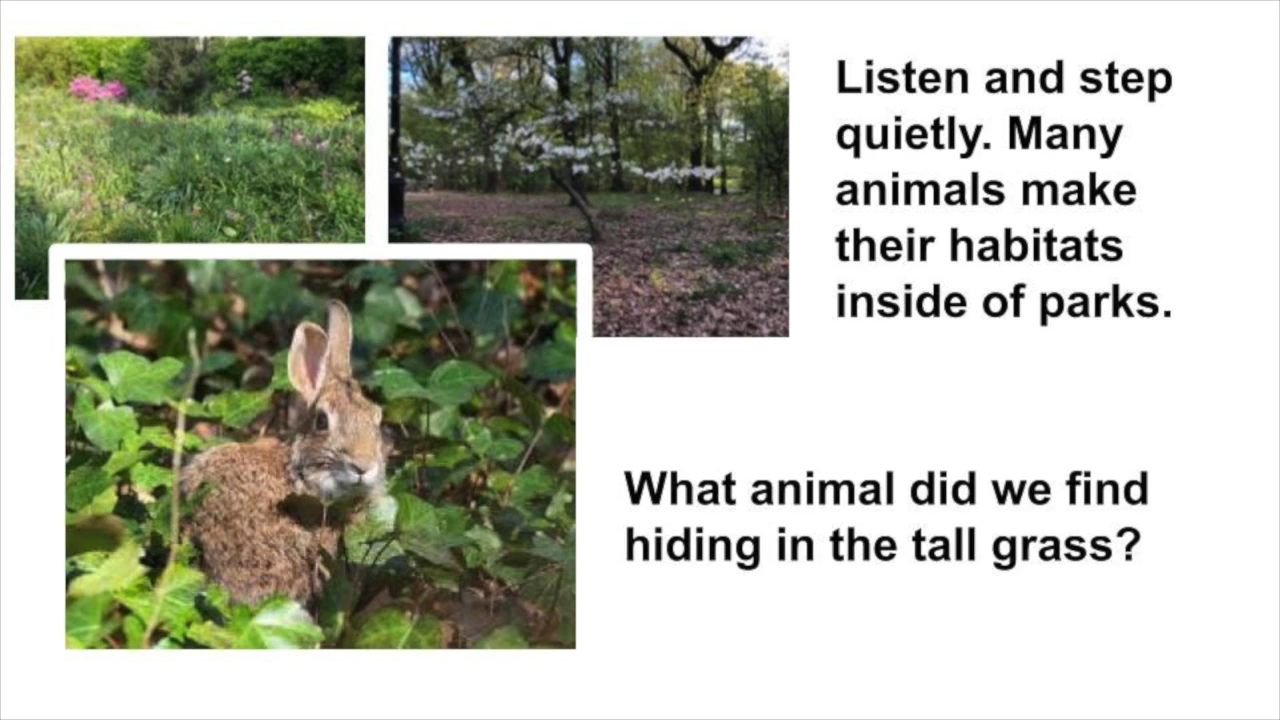 Listen and step
quietly. Many
animals make
their habitats
inside of parks.
What animal did we find
hiding in the tall grass?